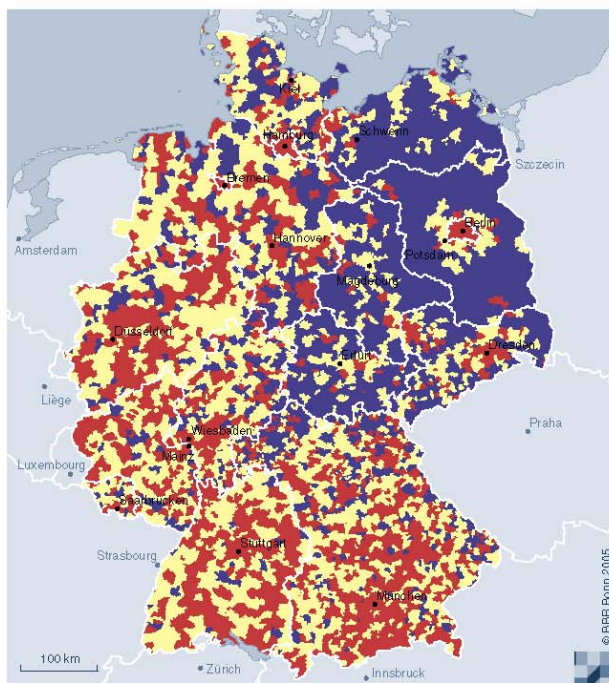 Kiel
Hamburg
Schwerin
Szczecin
Bremen
Amsterdam
Hannover
Berlin
Potsdam
Magdeburg
Düsseldorf
Erfurt
Dresden
Liège
Praha
Wiesbaden
Mainz
Luxembourg
Saarbrücken
Stuttgart
Strasbourg
München
© BBR Bonn 2005
100 km
Zürich
Innsbruck